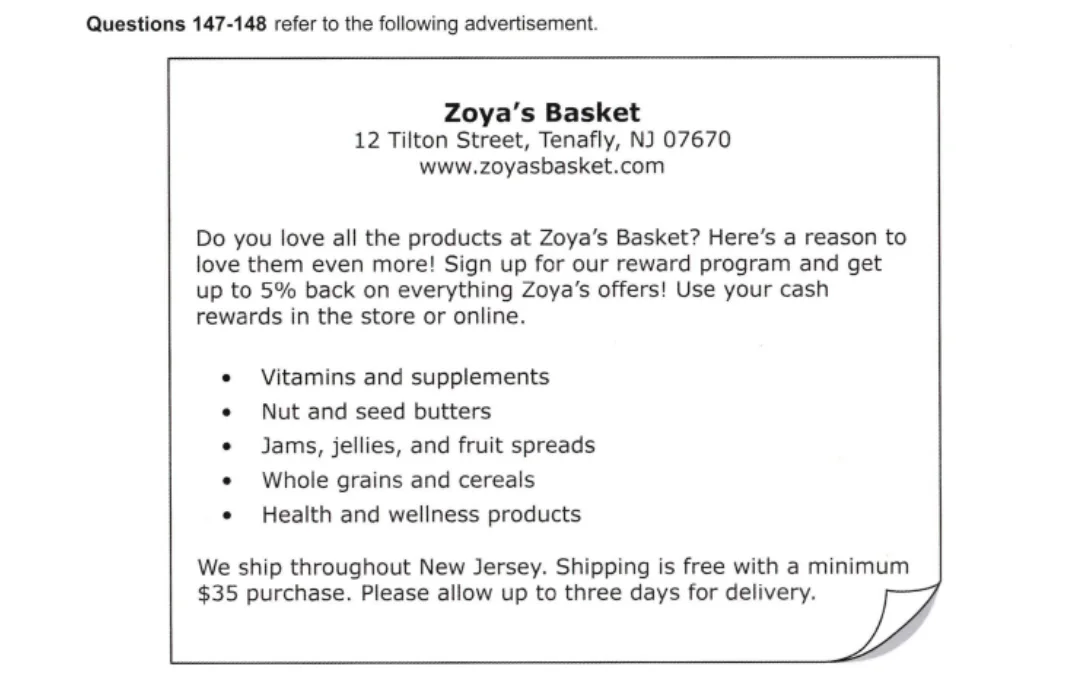 Questions 147-148 refer to the following advertisement.
Zoya's Basket
12 Tilton Street, Tenafly, NJ 07670
www.zoyasbasket.com
Do you love all the products at Zoya's Basket? Here's a reason to
love them even more! Sign up for our reward program and get
up to 5% back on everything Zoya's offers! Use your cash
rewards in the store or online.
• Vitamins and supplements
• Nut and seed butters
• Jams, jellies, and fruit spreads
• Whole grains and cereals
• Health and wellness products
We ship throughout New Jersey. Shipping is free with a minimum
$35 purchase. Please allow up to three days for delivery.